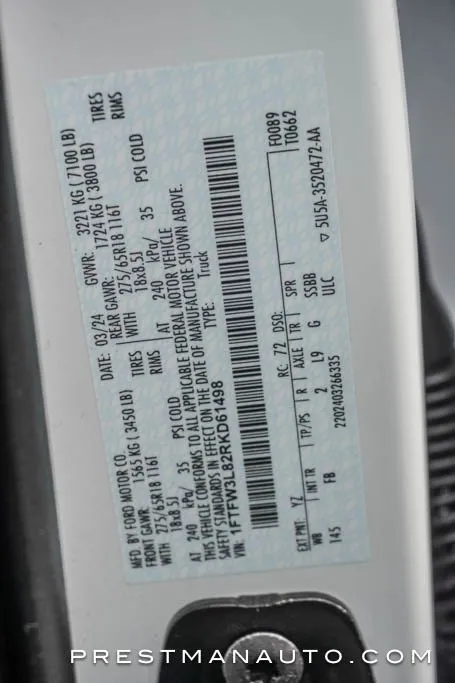 MFD. BY FORD MOTOR CO. DATE: 03/24 GVWR: 3221 KG (7100 LB)
FRONT GAWR: 1565 KG (3450 LB) REAR GAWR: 1724 KG (3800 LB)
WITH 275/65R18 116T TIRES WITH 275/65R18 116T TIRES
18x8.5J RIMS 18x8.5J RIMS
AT 240 kPa/ 35 PSI COLD AT 240 kPa/ 35 PSI COLD
THIS VEHICLE CONFORMS TO ALL APPLICABLE FEDERAL MOTOR VEHICLE
SAFETY STANDARDS IN EFFECT ON THE DATE OF MANUFACTURE SHOWN ABOVE.
VIN: 1FTFW3L82RKD61498 TYPE: Truck
F0089
T0662
EXT PNT: YZ RC: 72 DSO:
WB INT TR TP/PS R AXLE TR SPR
145 FB 2 L9 G SSBB
2202403266335 ULC
▽ 5U5A-3520472-AA
PRESTMANAUTO.COM